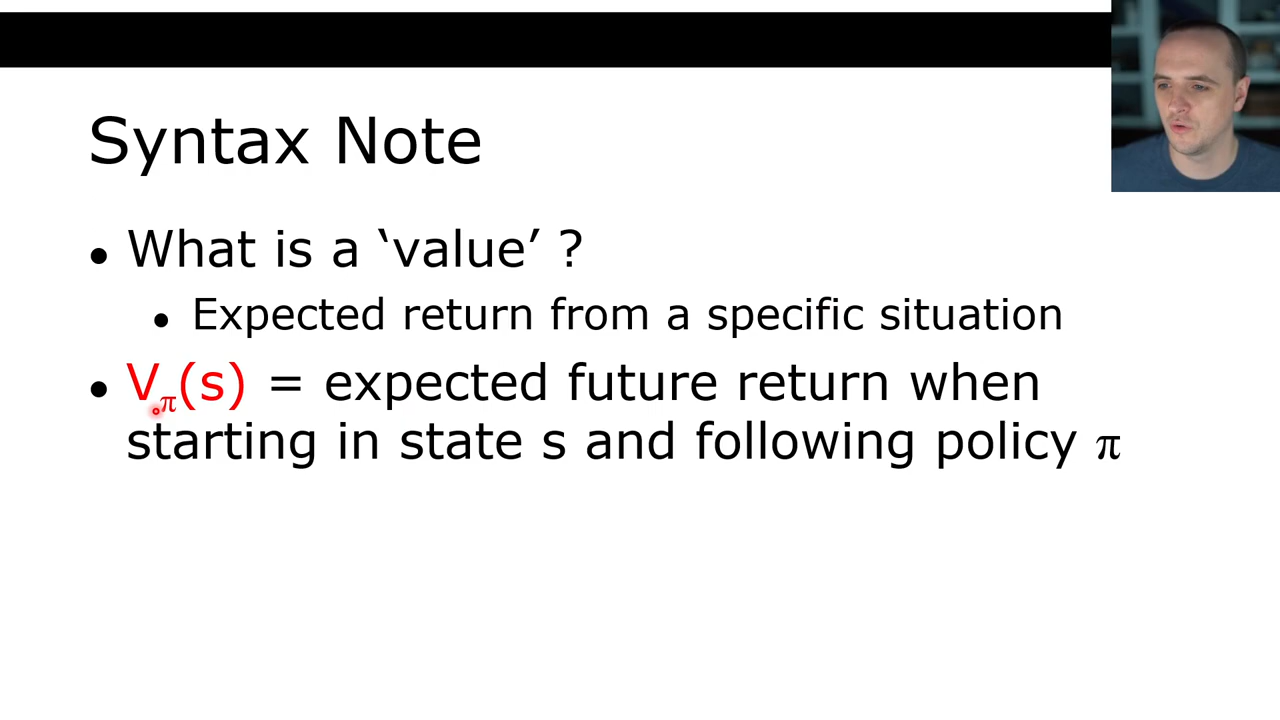 Syntax Note
● What is a ‘value’ ?
● Expected return from a specific situation
● Vπ(s) = expected future return when
starting in state s and following policy π